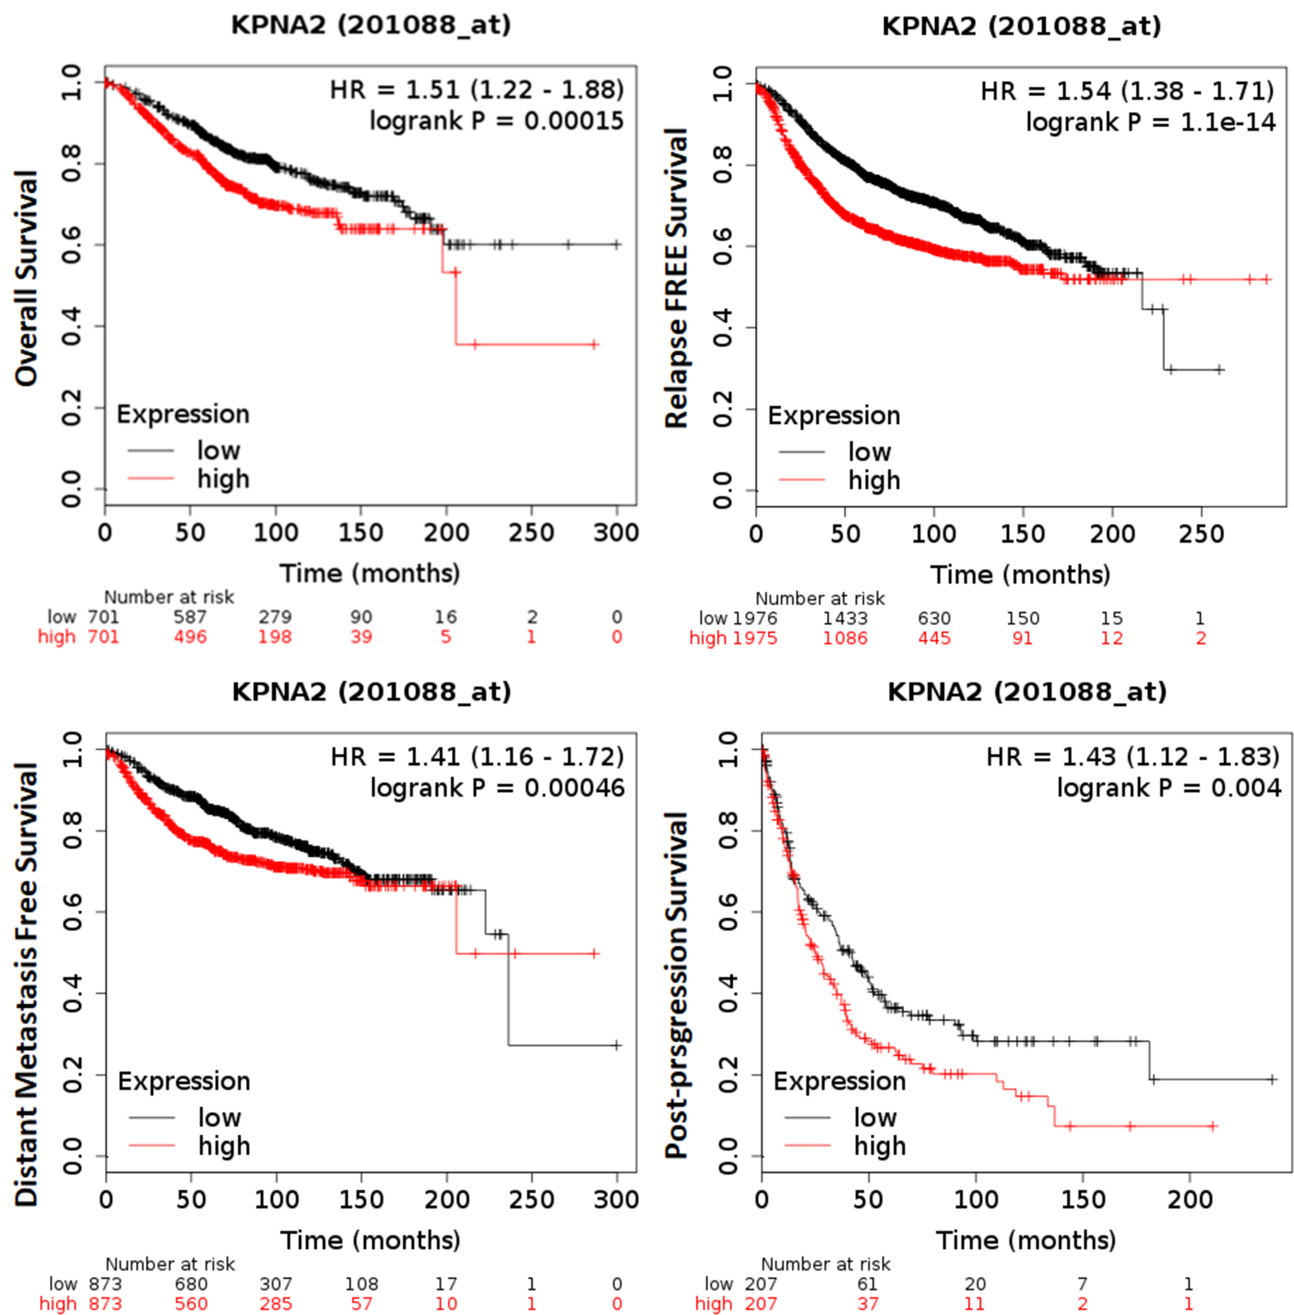 KPNA2 (201088_at)
HR = 1.51 (1.22 - 1.88)
logrank P = 0.00015
Overall Survival
1.0
0.8
0.6
0.4
0.2
0.0
Expression
low
high
0 50 100 150 200 250 300
Time (months)
Number at risk
low 701 587 279 90 16 2 0
high 701 496 198 39 5 1 0
KPNA2 (201088_at)
HR = 1.54 (1.38 - 1.71)
logrank P = 1.1e-14
Relapse FREE Survival
1.0
0.8
0.6
0.4
0.2
0.0
Expression
low
high
0 50 100 150 200 250
Time (months)
Number at risk
low 1976 1433 630 150 15 1
high 1975 1086 445 91 12 2
KPNA2 (201088_at)
HR = 1.41 (1.16 - 1.72)
logrank P = 0.00046
Distant Metastasis Free Survival
1.0
0.8
0.6
0.4
0.2
0.0
Expression
low
high
0 50 100 150 200 250 300
Time (months)
Number at risk
low 873 680 307 108 17 1 0
high 873 560 285 57 10 1 0
KPNA2 (201088_at)
HR = 1.43 (1.12 - 1.83)
logrank P = 0.004
Post-prsgression Survival
1.0
0.8
0.6
0.4
0.2
0.0
Expression
low
high
0 50 100 150 200
Time (months)
Number at risk
low 207 61 20 7 1
high 207 37 11 2 1